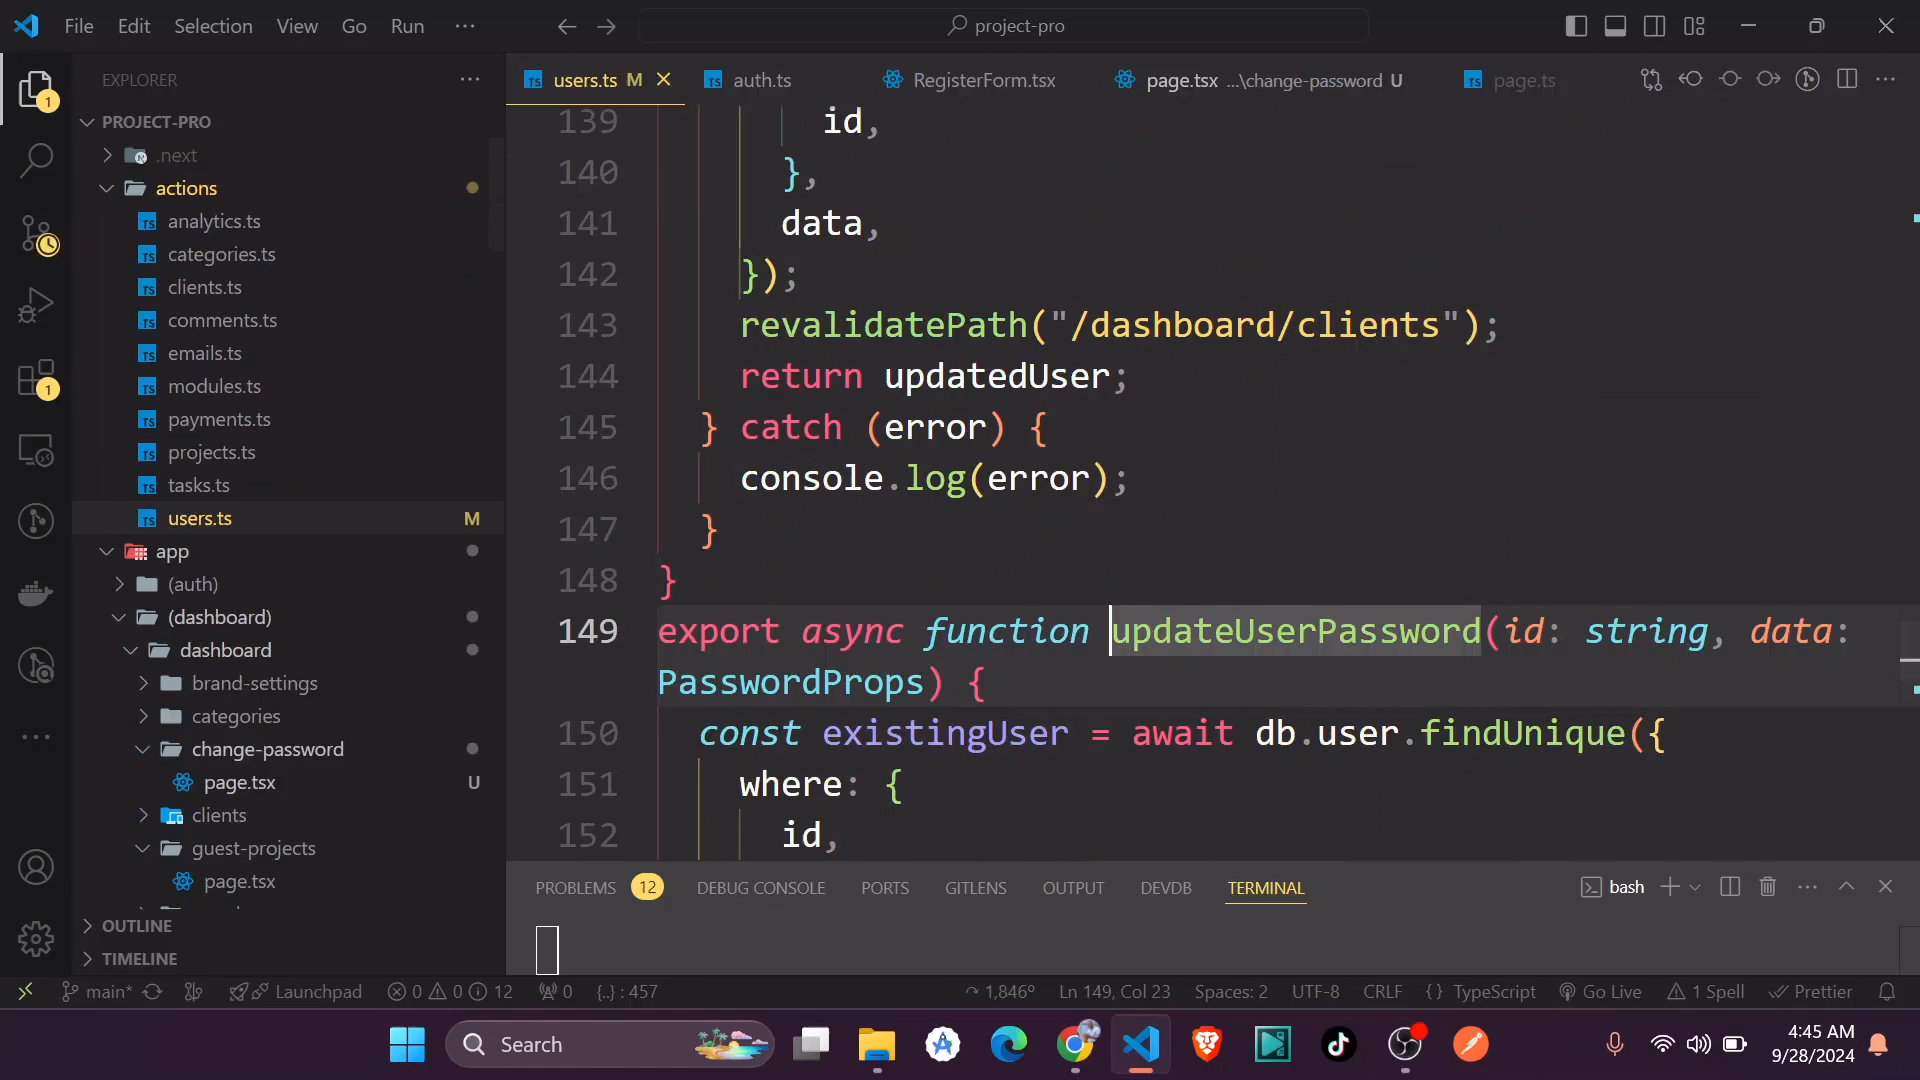 File Edit Selection View Go Run ··· project-pro
EXPLORER
PROJECT-PRO
.next
actions
analytics.ts
categories.ts
clients.ts
comments.ts
emails.ts
modules.ts
payments.ts
projects.ts
tasks.ts
users.ts M
app
(auth)
(dashboard)
dashboard
brand-settings
categories
change-password
page.tsx U
clients
guest-projects
page.tsx
OUTLINE
TIMELINE
users.ts M auth.ts RegisterForm.tsx page.tsx ...\change-password U page.ts
139 id,
140 },
141 data,
142 });
143 revalidatePath("/dashboard/clients");
144 return updatedUser;
145 } catch (error) {
146 console.log(error);
147 }
148 }
149 export async function updateUserPassword(id: string, data:
PasswordProps) {
150 const existingUser = await db.user.findUnique({
151 where: {
152 id,
PROBLEMS 12 DEBUG CONSOLE PORTS GITLENS OUTPUT DEVDB TERMINAL bash
main* Launchpad 0 0 12 0 {..} : 457 1,846º Ln 149, Col 23 Spaces: 2 UTF-8 CRLF {} TypeScript Go Live 1 Spell Prettier
Search
4:45 AM
9/28/2024